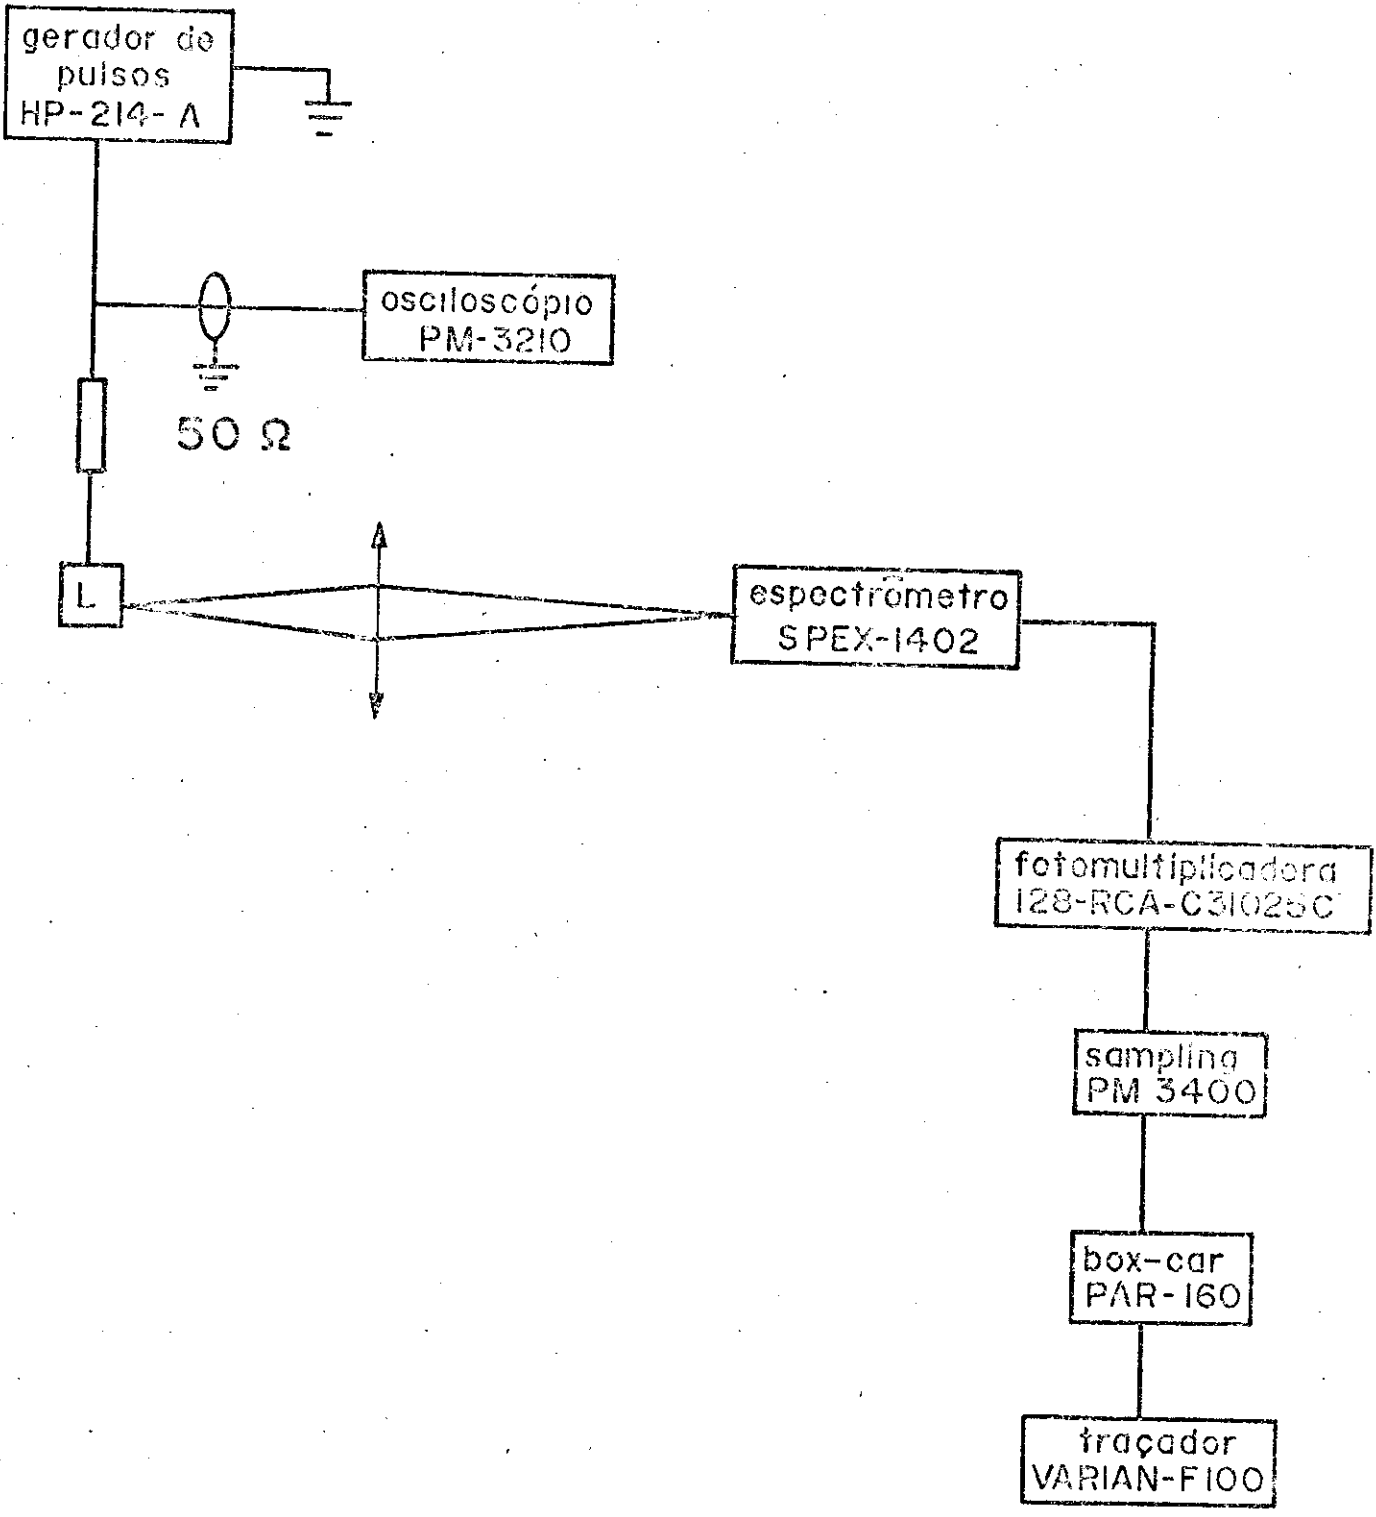 gerador de
pulsos
HP-214-A
osciloscópio
PM-3210
50 Ω
L
espectrômetro
SPEX-1402
fotomultiplicadora
128-RCA-C31025C
sampling
PM 3400
box-car
PAR-160
traçador
VARIAN-F100